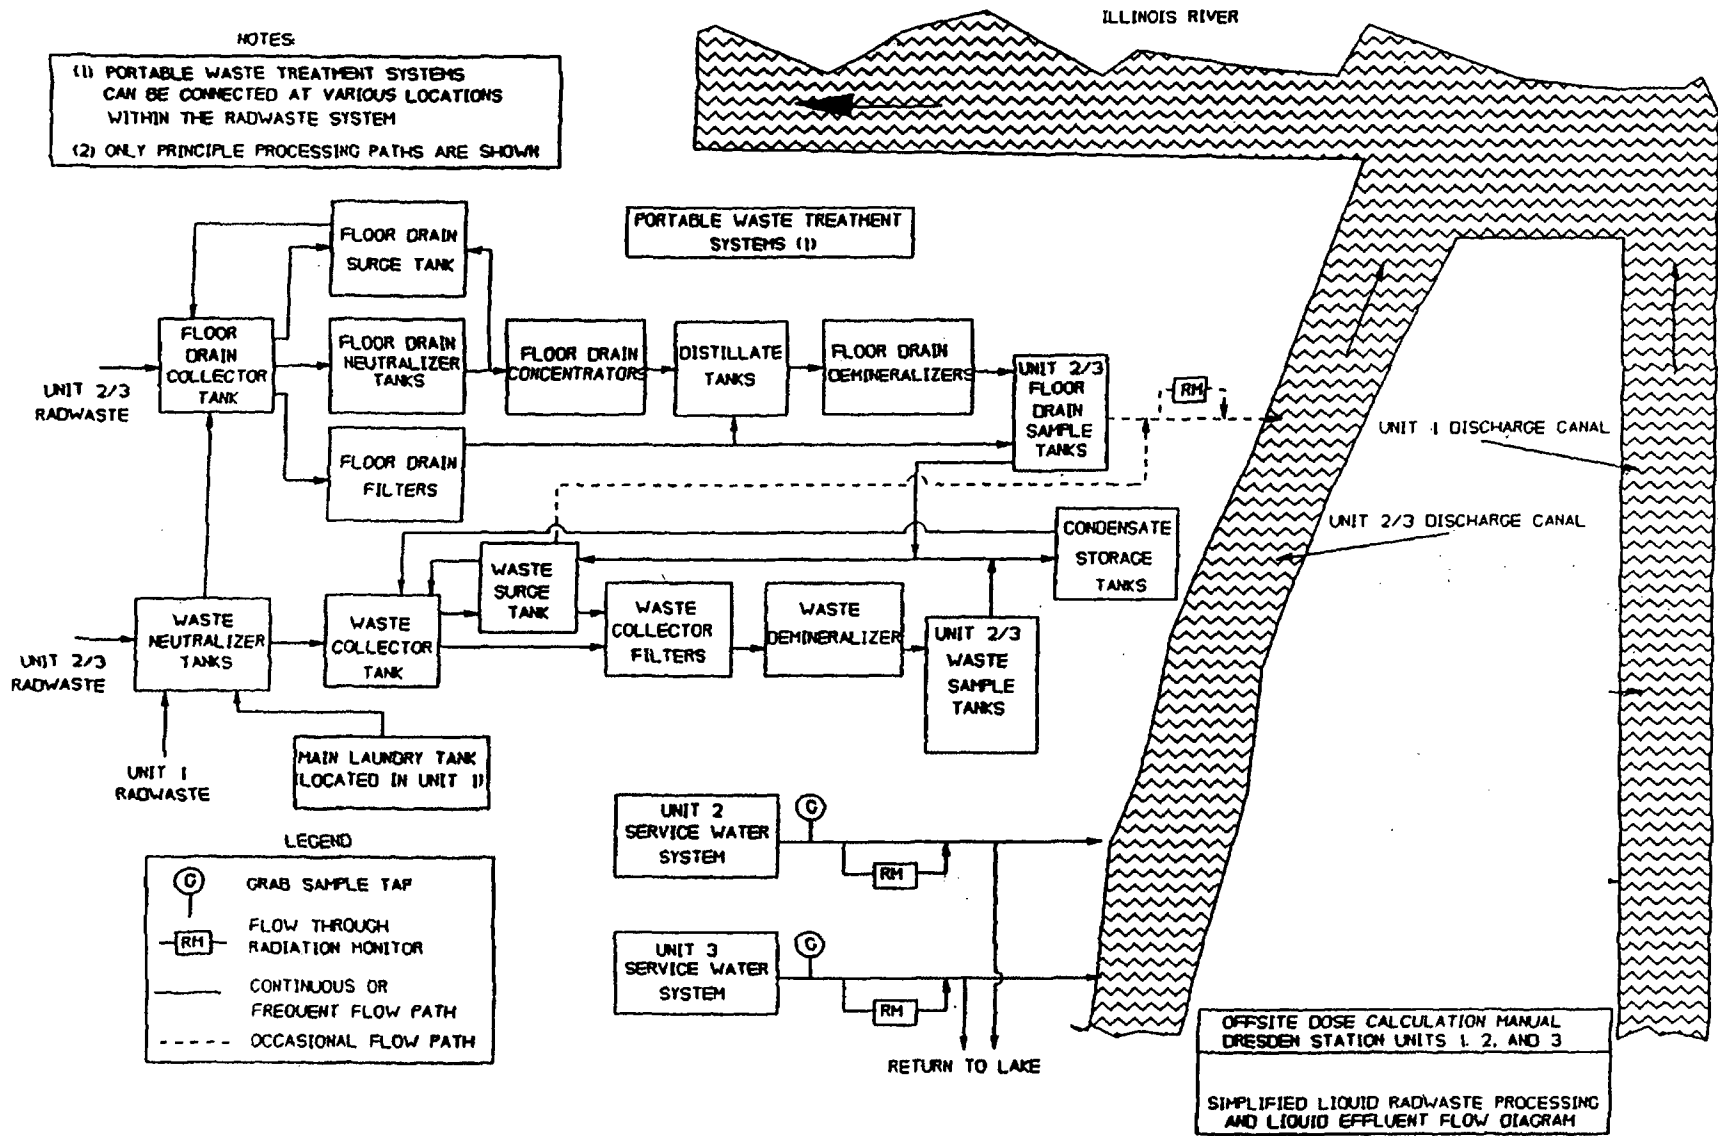 ILLINOIS RIVER
NOTES:
(1) PORTABLE WASTE TREATMENT SYSTEMS
CAN BE CONNECTED AT VARIOUS LOCATIONS
WITHIN THE RADWASTE SYSTEM
(2) ONLY PRINCIPLE PROCESSING PATHS ARE SHOWN
PORTABLE WASTE TREATMENT
SYSTEMS (1)
FLOOR DRAIN
SURGE TANK
FLOOR
DRAIN
COLLECTOR
TANK
FLOOR DRAIN
NEUTRALIZER
TANKS
FLOOR DRAIN
CONCENTRATORS
DISTILLATE
TANKS
FLOOR DRAIN
DEMINERALIZERS
UNIT 2/3
FLOOR
DRAIN
SAMPLE
TANKS
RM
UNIT 2/3
RADWASTE
FLOOR DRAIN
FILTERS
UNIT 1 DISCHARGE CANAL
UNIT 2/3 DISCHARGE CANAL
CONDENSATE
STORAGE
TANKS
WASTE
SURGE
TANK
WASTE
NEUTRALIZER
TANKS
WASTE
COLLECTOR
TANK
WASTE
COLLECTOR
FILTERS
WASTE
DEMINERALIZER
UNIT 2/3
WASTE
SAMPLE
TANKS
UNIT 2/3
RADWASTE
MAIN LAUNDRY TANK
(LOCATED IN UNIT 1)
UNIT 1
RADWASTE
UNIT 2
SERVICE WATER
SYSTEM
G
RM
UNIT 3
SERVICE WATER
SYSTEM
G
RM
RETURN TO LAKE
LEGEND
G
GRAB SAMPLE TAP
RM
FLOW THROUGH
RADIATION MONITOR
CONTINUOUS OR
FREQUENT FLOW PATH
OCCASIONAL FLOW PATH
OFFSITE DOSE CALCULATION MANUAL
DRESDEN STATION UNITS 1, 2, AND 3
SIMPLIFIED LIQUID RADWASTE PROCESSING
AND LIQUID EFFLUENT FLOW DIAGRAM